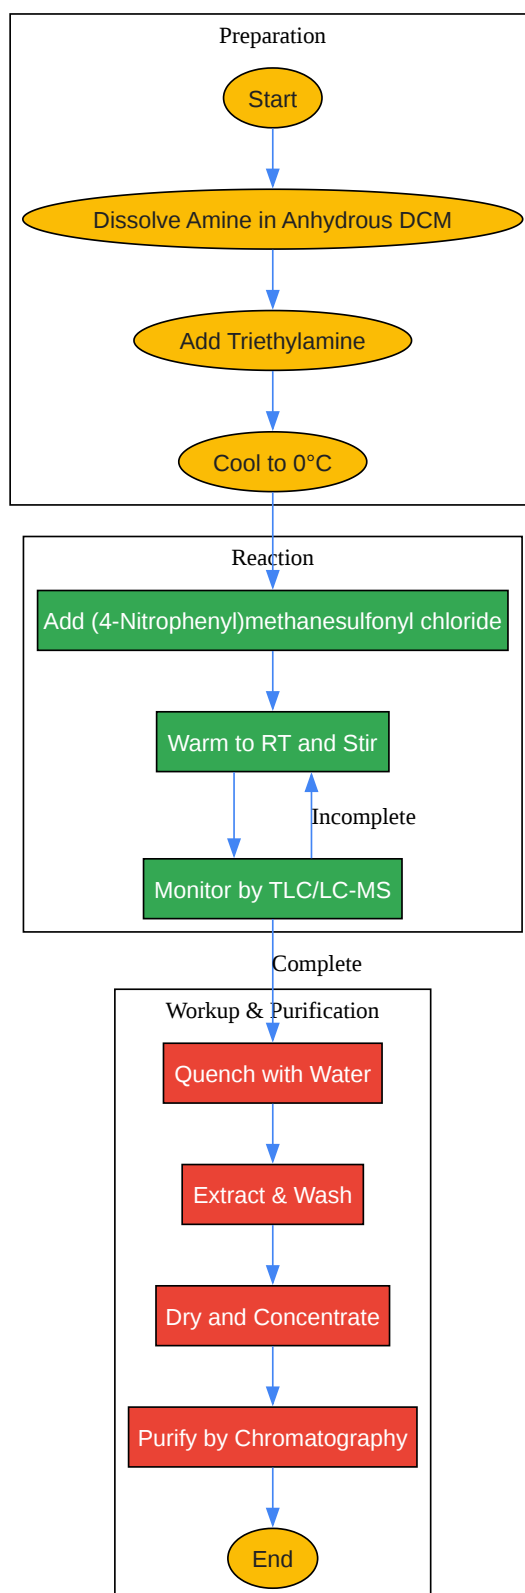 Preparation
Start
Dissolve Amine in Anhydrous DCM
Add Triethylamine
Cool to 0°C
Reaction
Add (4-Nitrophenyl)methanesulfonyl chloride
Warm to RT and Stir
Incomplete
Monitor by TLC/LC-MS
Complete
Workup & Purification
Quench with Water
Extract & Wash
Dry and Concentrate
Purify by Chromatography
End